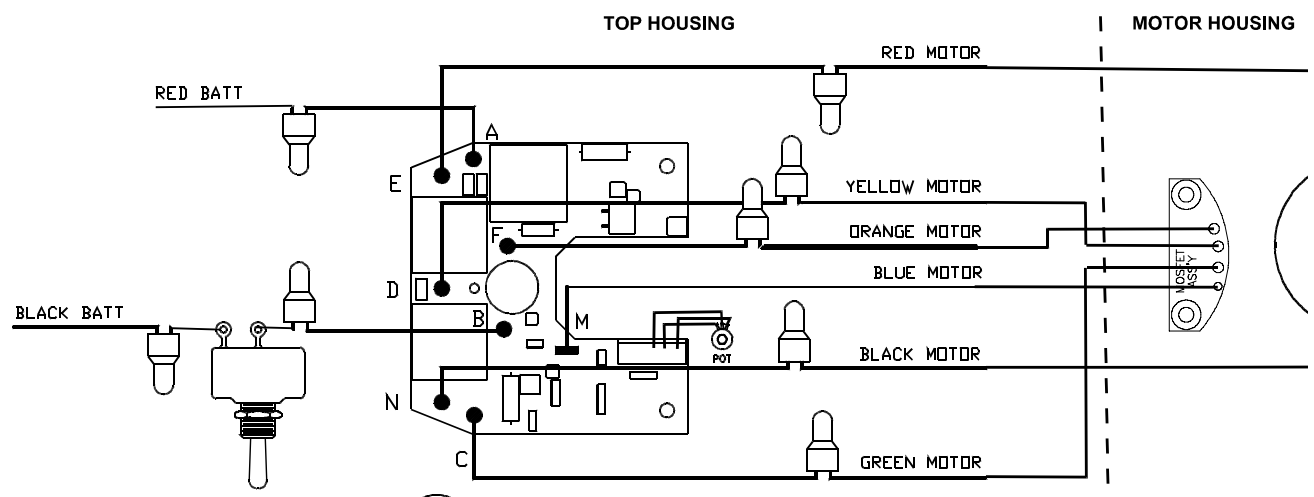 TOP HOUSING
MOTOR HOUSING
RED MOTOR
RED BATT
A
E
YELLOW MOTOR
F
ORANGE MOTOR
BLUE MOTOR
D
BLACK BATT
B
M
POT
BLACK MOTOR
N
C
GREEN MOTOR
MOSFET
ASS'Y